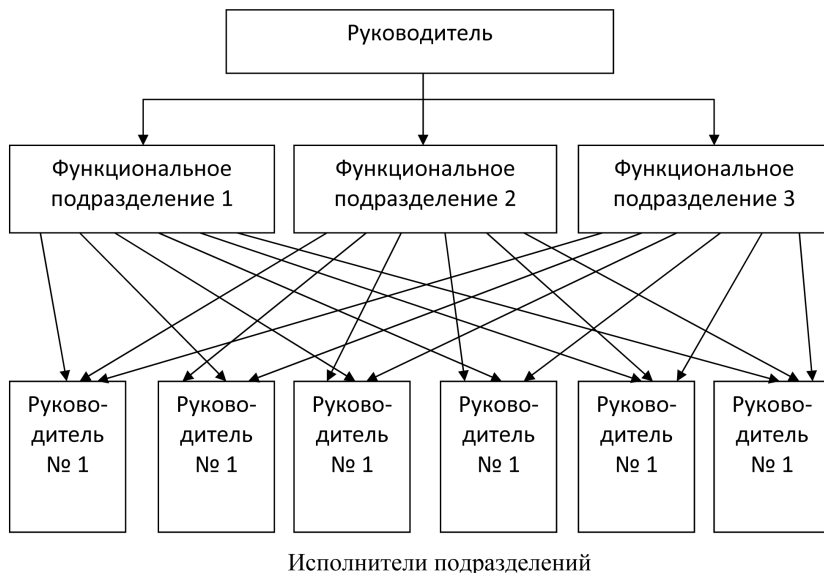 Руководитель
Функциональное
подразделение 1
Функциональное
подразделение 2
Функциональное
подразделение 3
Руково-
дитель
№ 1
Руково-
дитель
№ 1
Руково-
дитель
№ 1
Руково-
дитель
№ 1
Руково-
дитель
№ 1
Руково-
дитель
№ 1
Исполнители подразделений